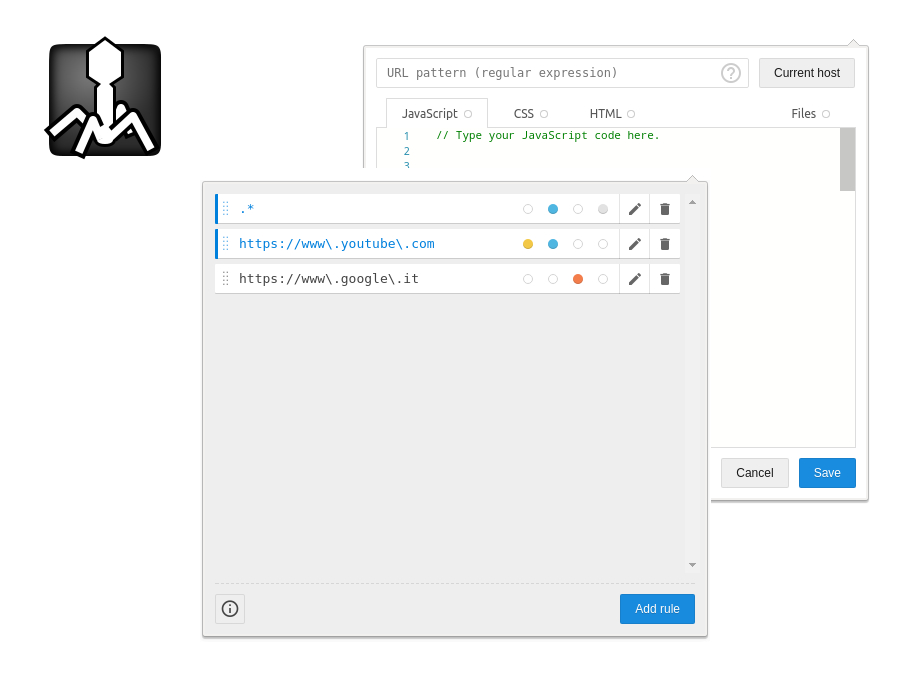 URL pattern (regular expression)
Current host
JavaScript CSS HTML Files
1 // Type your JavaScript code here.
2
3
.*
https://www\.youtube\.com
https://www\.google\.it
Cancel Save
Add rule